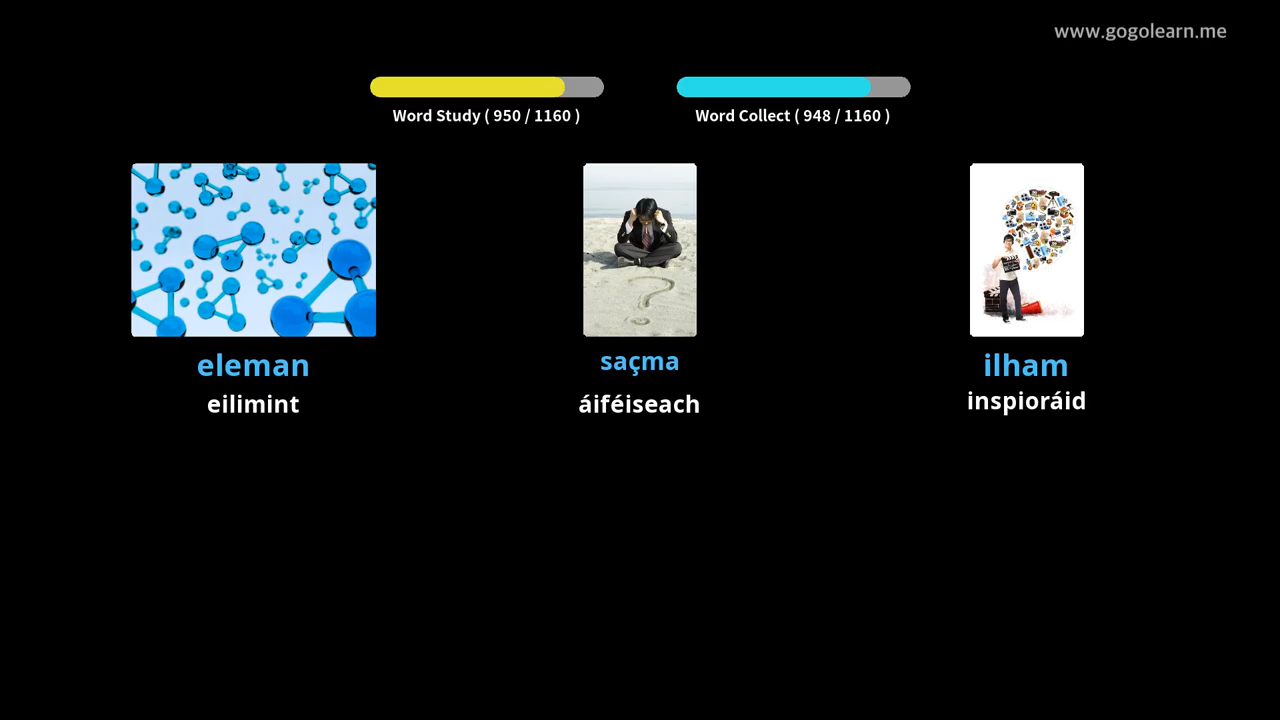 www.gogolearn.me
Word Study ( 950 / 1160 )
Word Collect ( 948 / 1160 )
eleman
saçma
ilham
eilimint
áiféiseach
inspioráid